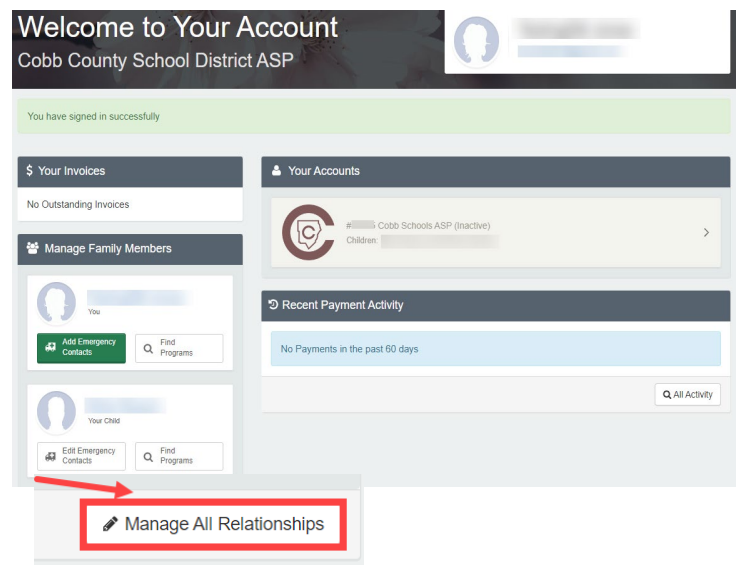 Welcome to Your Account
Cobb County School District ASP
You have signed in successfully
$ Your Invoices
No Outstanding Invoices
Manage Family Members
You
Add Emergency
Contacts
Find
Programs
Your Child
Edit Emergency
Contacts
Find
Programs
Your Accounts
C
# Cobb Schools ASP (Inactive)
Children:
Recent Payment Activity
No Payments in the past 60 days
All Activity
Manage All Relationships